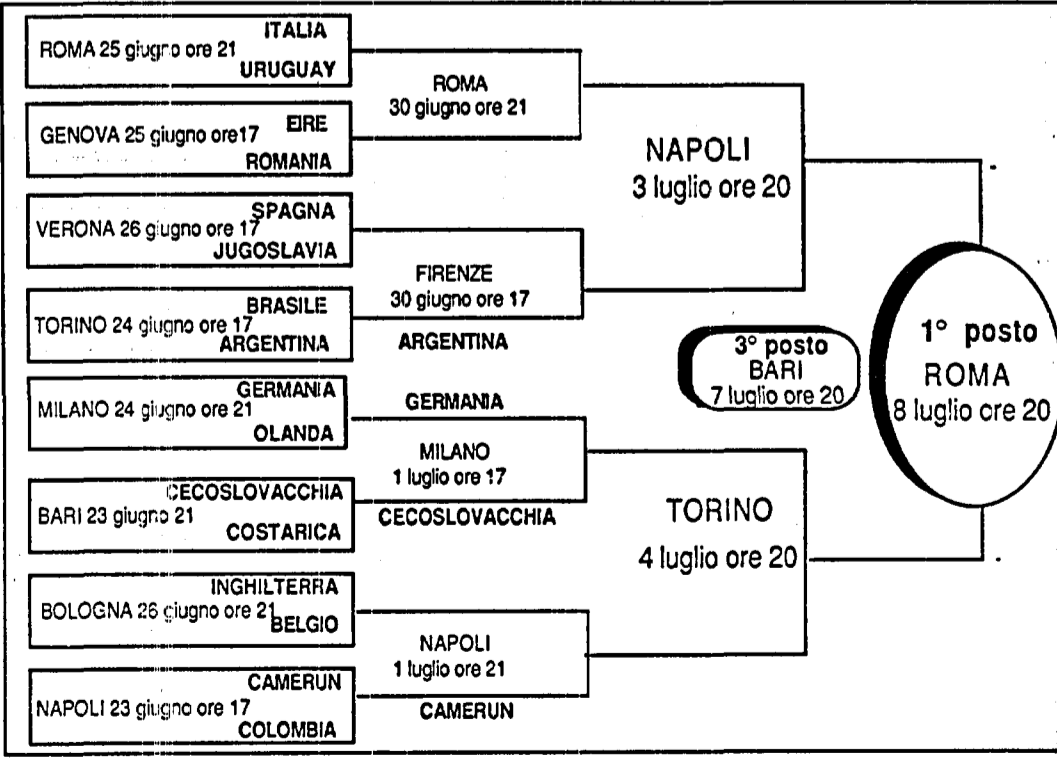 ITALIA
ROMA 25 giugno ore 21
URUGUAY
EIRE
GENOVA 25 giugno ore17
ROMANIA
SPAGNA
VERONA 26 giugno ore 17
JUGOSLAVIA
BRASILE
TORINO 24 giugno ore 17
ARGENTINA
GERMANIA
MILANO 24 giugno ore 21
OLANDA
CECOSLOVACCHIA
BARI 23 giugno 21
COSTARICA
INGHILTERRA
BOLOGNA 26 giugno ore 21
BELGIO
CAMERUN
NAPOLI 23 giugno ore 17
COLOMBIA
ROMA
30 giugno ore 21
FIRENZE
30 giugno ore 17
ARGENTINA
GERMANIA
MILANO
1 luglio ore 17
CECOSLOVACCHIA
NAPOLI
1 luglio ore 21
CAMERUN
NAPOLI
3 luglio ore 20
TORINO
4 luglio ore 20
3° posto
BARI
7 luglio ore 20
1° posto
ROMA
8 luglio ore 20